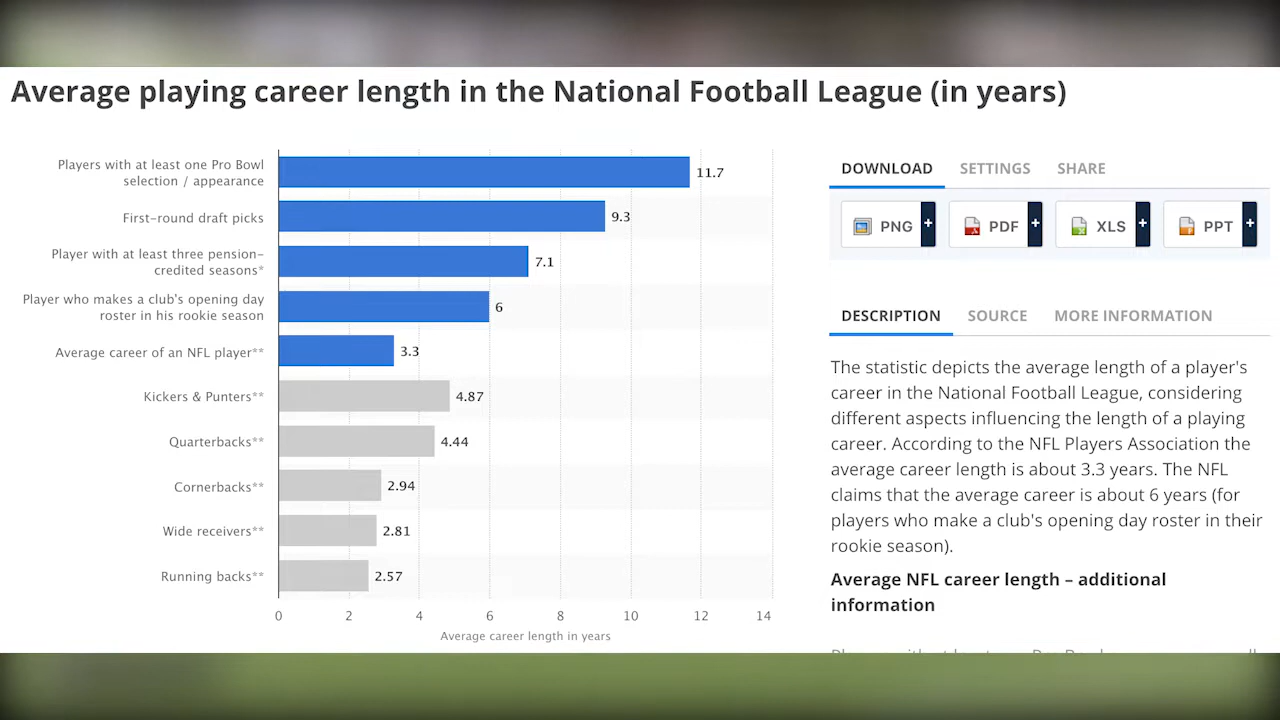 Average playing career length in the National Football League (in years)
Players with at least one Pro Bowl
selection / appearance
11.7
First-round draft picks
9.3
Player with at least three pension-
credited seasons*
7.1
Player who makes a club's opening day
roster in his rookie season
6
Average career of an NFL player**
3.3
Kickers & Punters**
4.87
Quarterbacks**
4.44
Cornerbacks**
2.94
Wide receivers**
2.81
Running backs**
2.57
0 2 4 6 8 10 12 14
Average career length in years
DOWNLOAD SETTINGS SHARE
PNG + PDF + XLS + PPT +
DESCRIPTION SOURCE MORE INFORMATION
The statistic depicts the average length of a player's
career in the National Football League, considering
different aspects influencing the length of a playing
career. According to the NFL Players Association the
average career length is about 3.3 years. The NFL
claims that the average career is about 6 years (for
players who make a club's opening day roster in their
rookie season).
Average NFL career length – additional
information